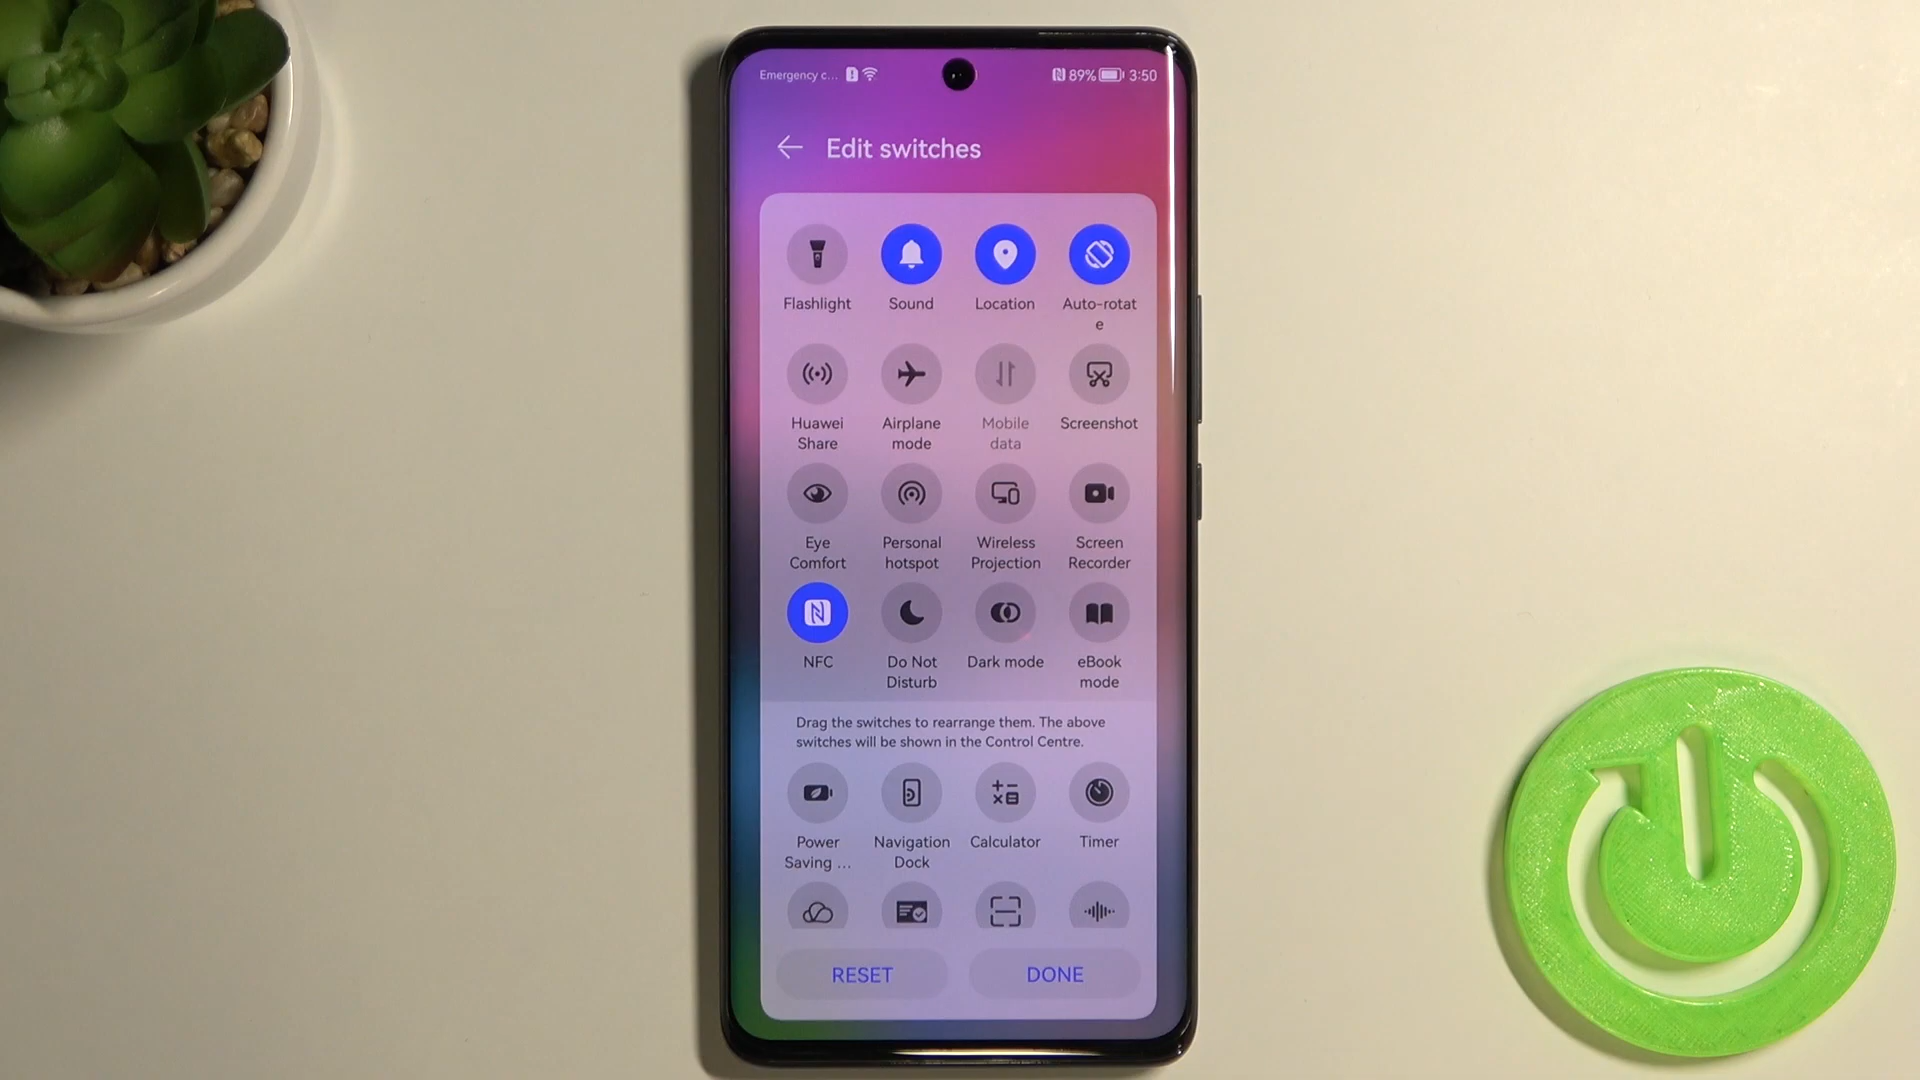 Emergency c... 89% 3:50
Edit switches
Flashlight Sound Location Auto-rotat
e
Huawei Airplane Mobile Screenshot
Share mode data
Eye Personal Wireless Screen
Comfort hotspot Projection Recorder
NFC Do Not Dark mode eBook
Disturb mode
Drag the switches to rearrange them. The above
switches will be shown in the Control Centre.
Power Navigation Calculator Timer
Saving ... Dock
RESET DONE